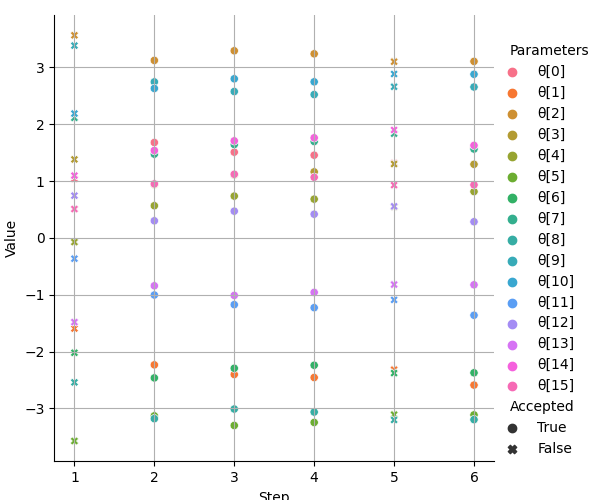 Value
3
2
1
0
−1
−2
−3
1 2 3 4 5 6
Step
Parameters
θ[0]
θ[1]
θ[2]
θ[3]
θ[4]
θ[5]
θ[6]
θ[7]
θ[8]
θ[9]
θ[10]
θ[11]
θ[12]
θ[13]
θ[14]
θ[15]
Accepted
True
False